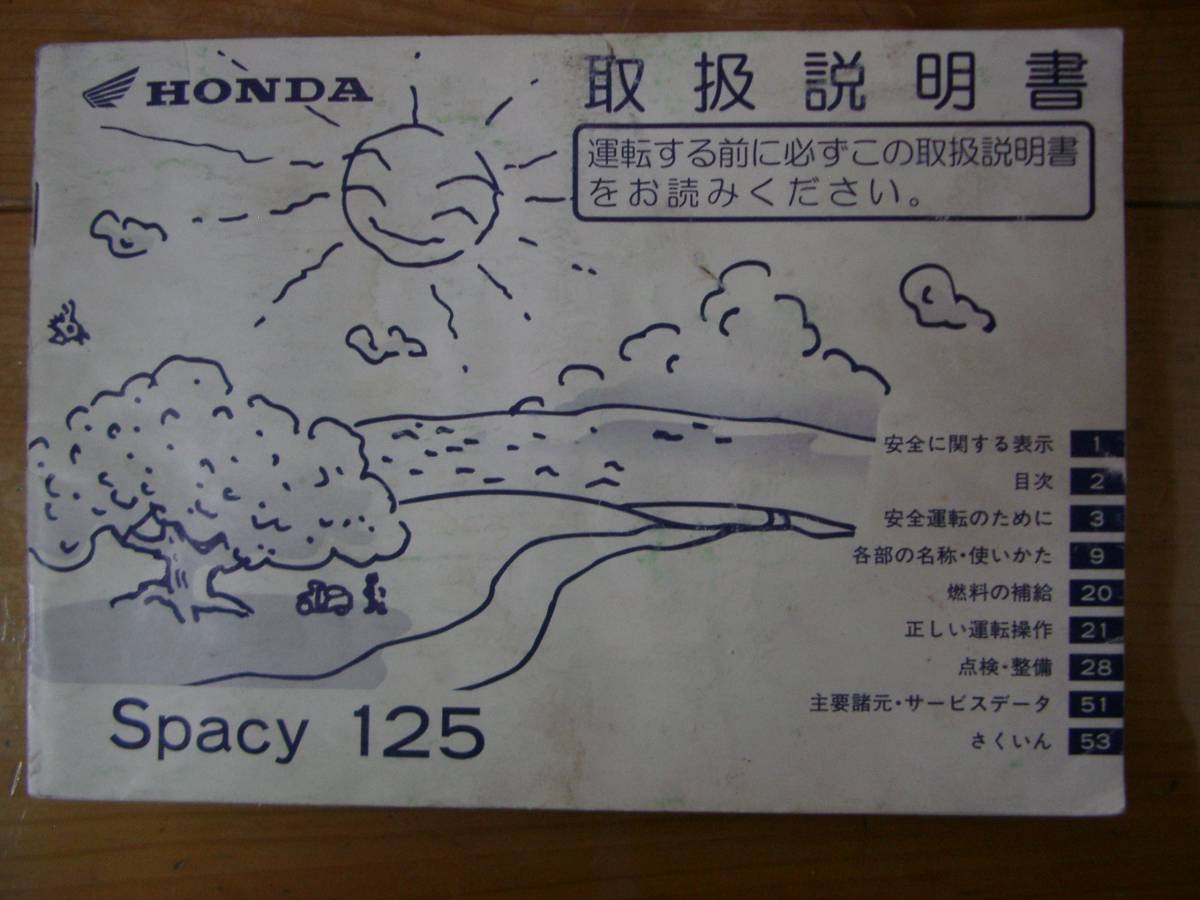 HONDA
取扱説明書
運転する前に必ずこの取扱説明書
をお読みください。
安全に関する表示 1
目次 2
安全運転のために 3
各部の名称・使いかた 9
燃料の補給 20
正しい運転操作 21
点検・整備 28
主要諸元・サービスデータ 51
さくいん 53
Spacy 125